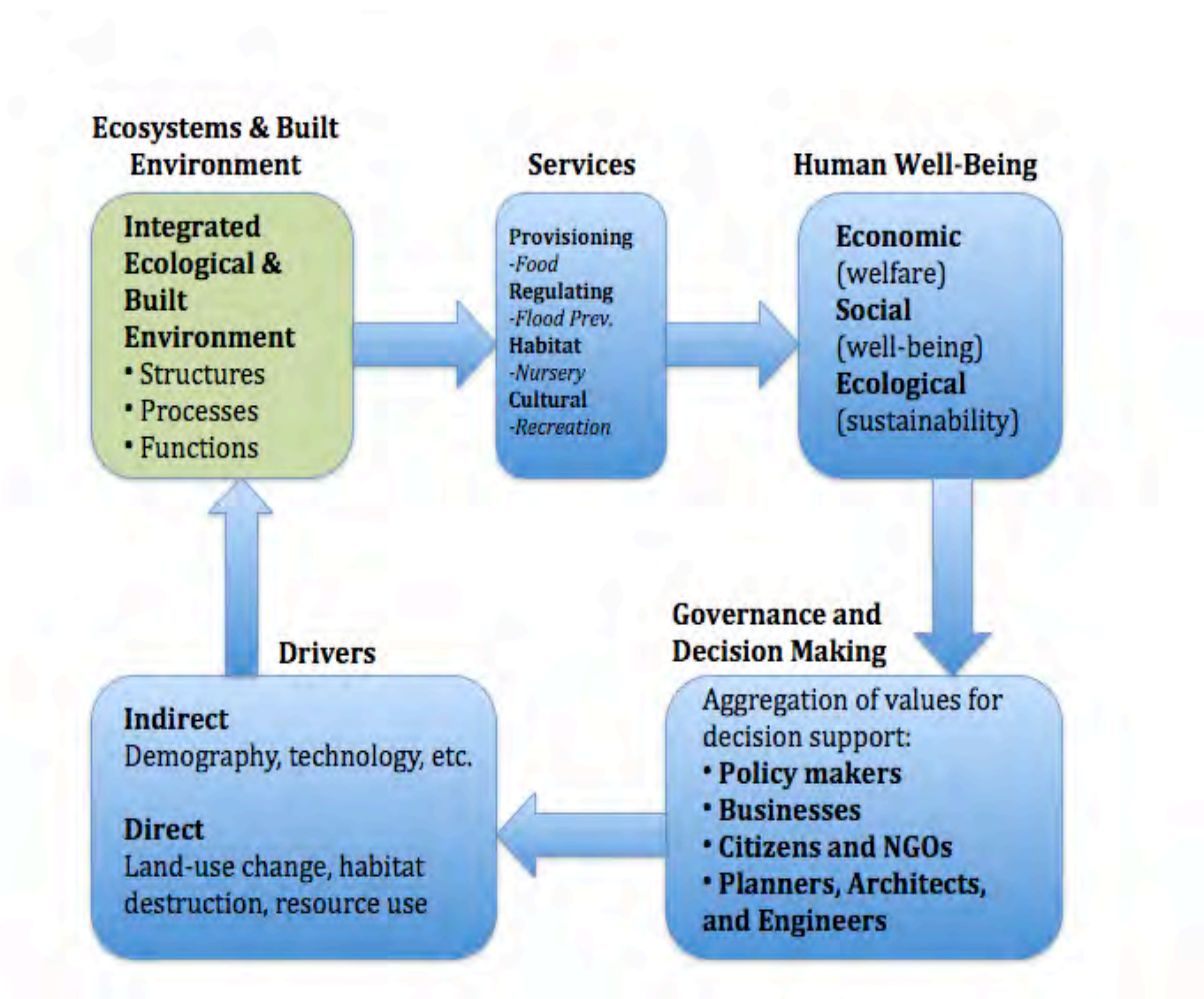 Ecosystems & Built
Environment
Integrated
Ecological &
Built
Environment
• Structures
• Processes
• Functions
Services
Provisioning
-Food
Regulating
-Flood Prev.
Habitat
-Nursery
Cultural
-Recreation
Human Well-Being
Economic
(welfare)
Social
(well-being)
Ecological
(sustainability)
Governance and
Decision Making
Aggregation of values for
decision support:
• Policy makers
• Businesses
• Citizens and NGOs
• Planners, Architects,
and Engineers
Drivers
Indirect
Demography, technology, etc.
Direct
Land-use change, habitat
destruction, resource use